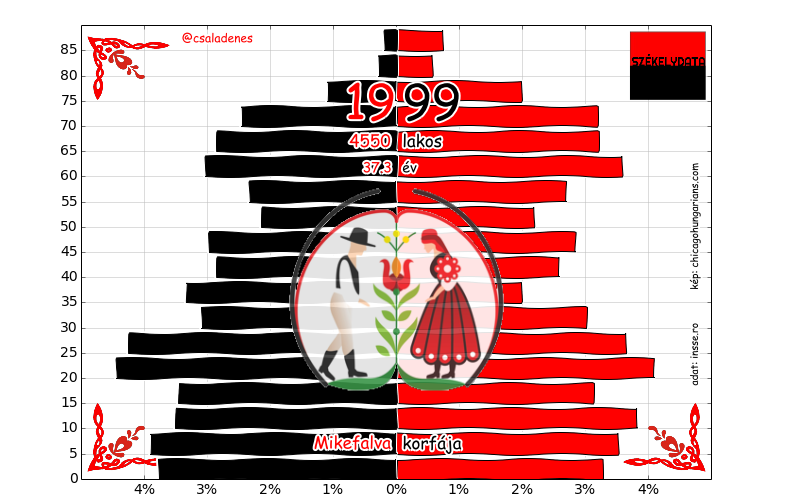 @csaladenes
SZÉKELYDATA
1999
4550 lakos
37.3 év
kép: chicagohungarians.com
adat: insse.ro
Mikefalva korfája
85
80
75
70
65
60
55
50
45
40
35
30
25
20
15
10
5
0
4% 3% 2% 1% 0% 1% 2% 3% 4%